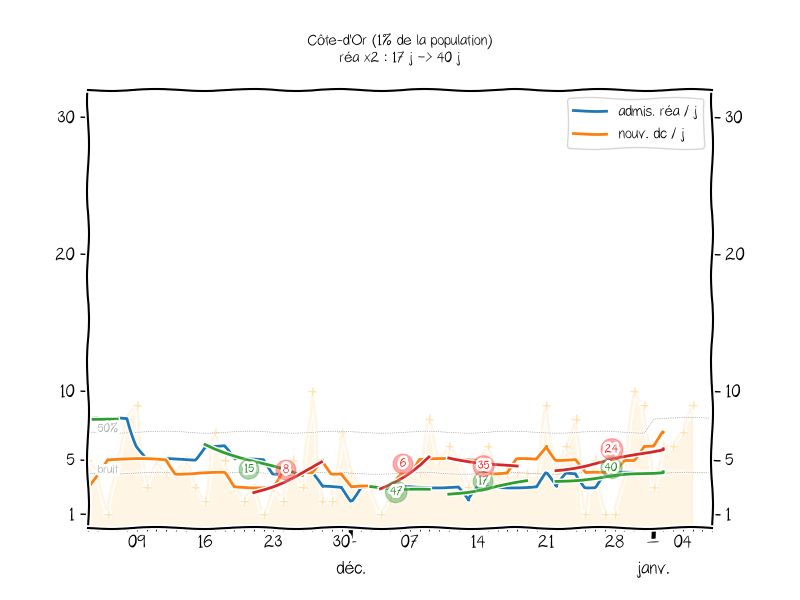 Côte-d'Or (1% de la population)
réa x2 : 17 j -> 40 j
admis. réa / j
nouv. dc / j
30
30
20
20
10
10
50%
5
5
bruit
1
1
15
8
6
47
35
17
24
40
09 16 23 30 07 14 21 28 04
déc. janv.